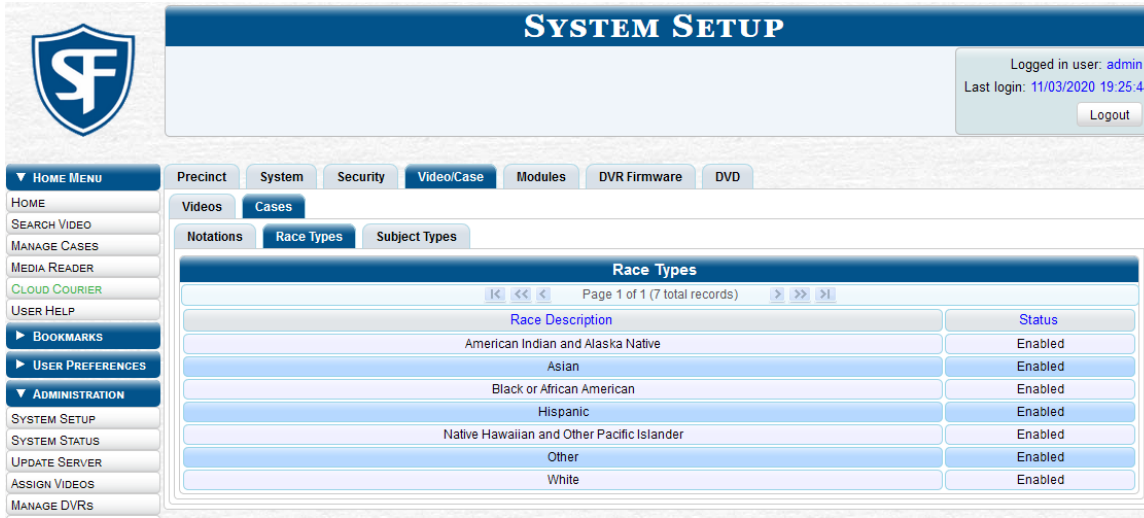 SF
SYSTEM SETUP
Logged in user: admin
Last login: 11/03/2020 19:25:4
Logout
▼ HOME MENU
HOME
SEARCH VIDEO
MANAGE CASES
MEDIA READER
CLOUD COURIER
USER HELP
► BOOKMARKS
► USER PREFERENCES
▼ ADMINISTRATION
SYSTEM SETUP
SYSTEM STATUS
UPDATE SERVER
ASSIGN VIDEOS
MANAGE DVRS
Precinct System Security Video/Case Modules DVR Firmware DVD
Videos Cases
Notations Race Types Subject Types
Race Types
|< << < Page 1 of 1 (7 total records) > >> >|
Race Description Status
American Indian and Alaska Native Enabled
Asian Enabled
Black or African American Enabled
Hispanic Enabled
Native Hawaiian and Other Pacific Islander Enabled
Other Enabled
White Enabled